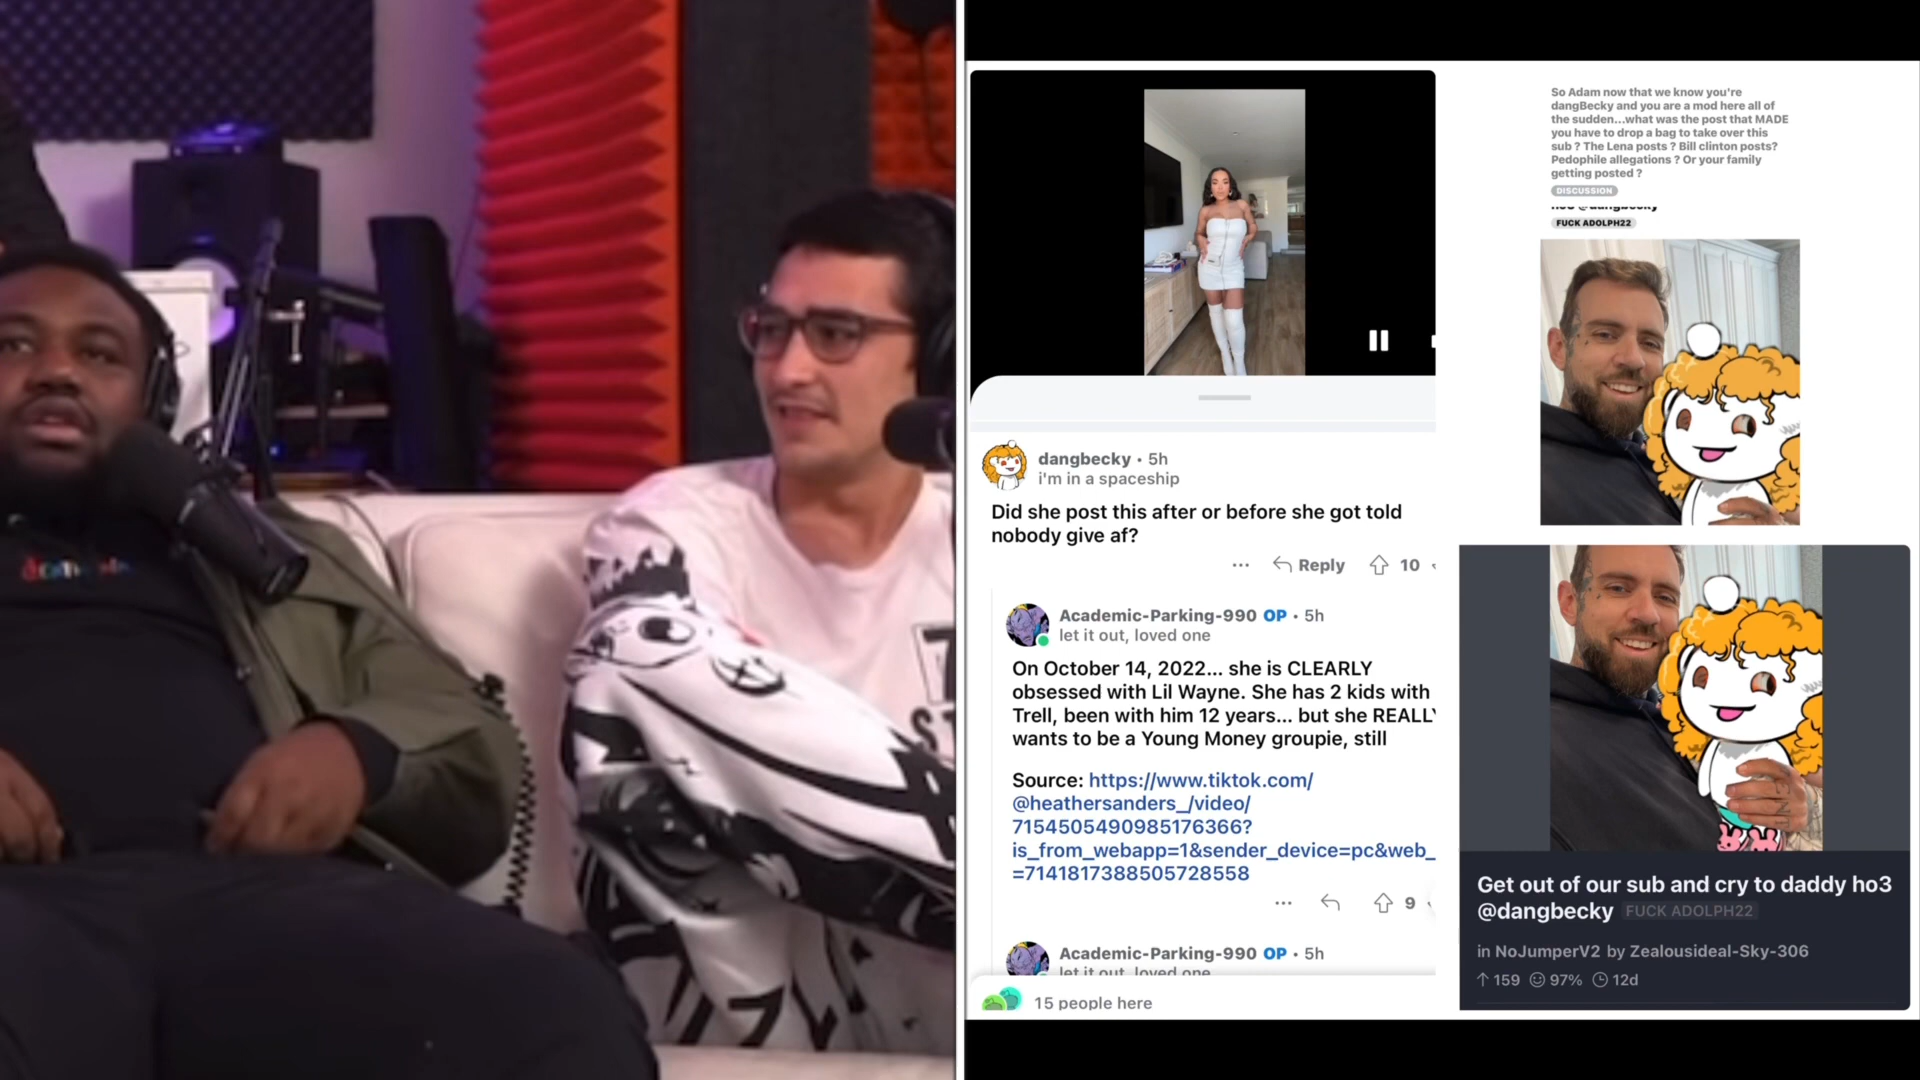 So Adam now that we know you're
dangBecky and you are a mod here all of
the sudden...what was the post that MADE
you have to drop a bag to take over this
sub ? The Lena posts ? Bill clinton posts?
Pedophile allegations ? Or your family
getting posted ?
DISCUSSION
@dangbecky
FUCK ADOLPH22
dangbecky • 5h
i'm in a spaceship
Did she post this after or before she got told
nobody give af?
... Reply 10
Academic-Parking-990 OP • 5h
let it out, loved one
On October 14, 2022... she is CLEARLY
obsessed with Lil Wayne. She has 2 kids with
Trell, been with him 12 years... but she REALLY
wants to be a Young Money groupie, still
Source: https://www.tiktok.com/
@heathersanders_/video/
7154505490985176366?
is_from_webapp=1&sender_device=pc&web_
=7141817388505728558
... 9
Academic-Parking-990 OP • 5h
let it out, loved one
15 people here
Get out of our sub and cry to daddy ho3
@dangbecky FUCK ADOLPH22
in NoJumperV2 by Zealousideal-Sky-306
159 97% 12d